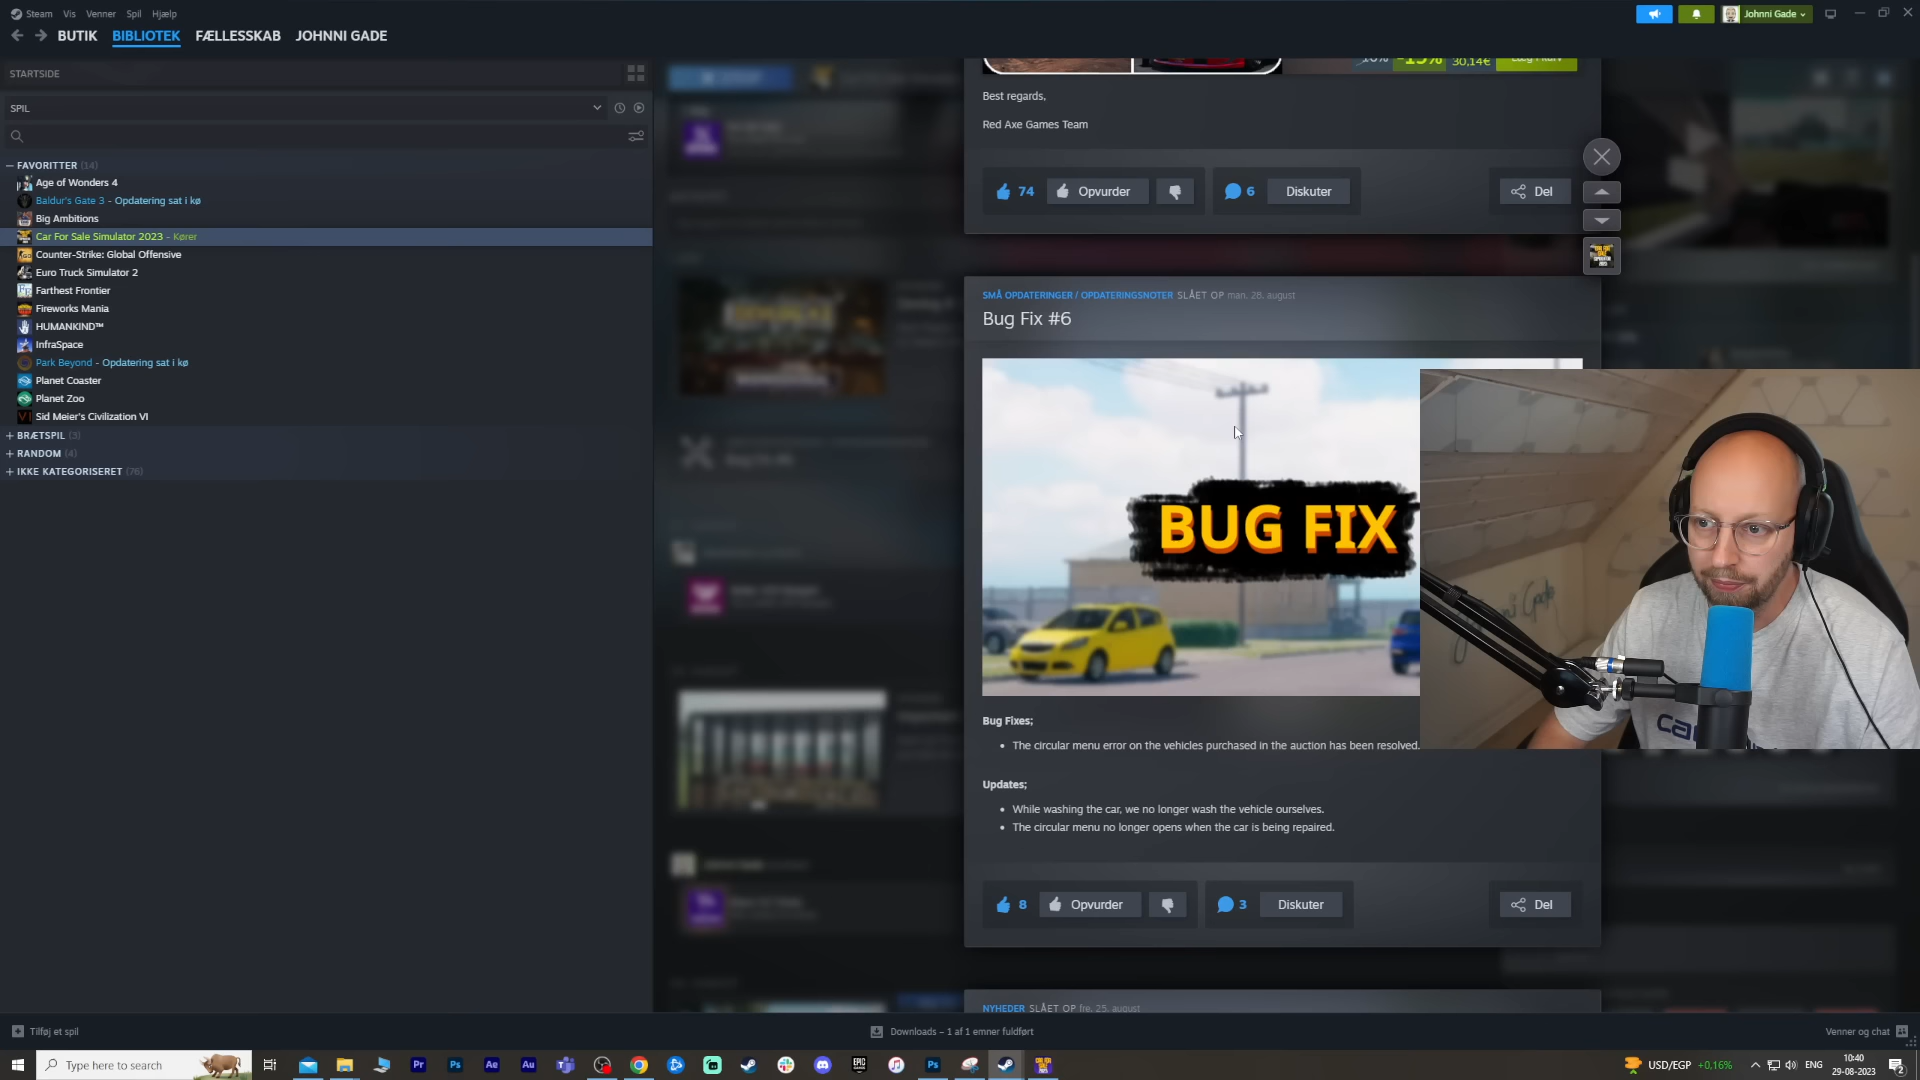 Steam Vis Venner Spil Hjælp
Johnni Gade
BUTIK BIBLIOTEK FÆLLESSKAB JOHNNI GADE
STARTSIDE
SPIL
FAVORITTER (14)
Age of Wonders 4
Baldur's Gate 3 - Opdatering sat i kø
Big Ambitions
Car For Sale Simulator 2023 - Kører
Counter-Strike: Global Offensive
Euro Truck Simulator 2
Farthest Frontier
Fireworks Mania
HUMANKIND™
InfraSpace
Park Beyond - Opdatering sat i kø
Planet Coaster
Planet Zoo
Sid Meier's Civilization VI
BRÆTSPIL (3)
RANDOM (4)
IKKE KATEGORISERET (76)
30,14€
Best regards,
Red Axe Games Team
74 Opvurder 6 Diskuter Del
SMÅ OPDATERINGER / OPDATERINGSNOTER SLÅET OP man. 28. august
Bug Fix #6
BUG FIX
Bug Fixes;
• The circular menu error on the vehicles purchased in the auction has been resolved.
Updates;
• While washing the car, we no longer wash the vehicle ourselves.
• The circular menu no longer opens when the car is being repaired.
8 Opvurder 3 Diskuter Del
NYHEDER SLÅET OP fre. 25. august
Tilføj et spil
Downloads – 1 af 1 emner fuldført
Venner og chat
Type here to search
Pr Ps Ae Au
Ps
USD/EGP +0,16%
ENG
10:40
29-08-2023
2